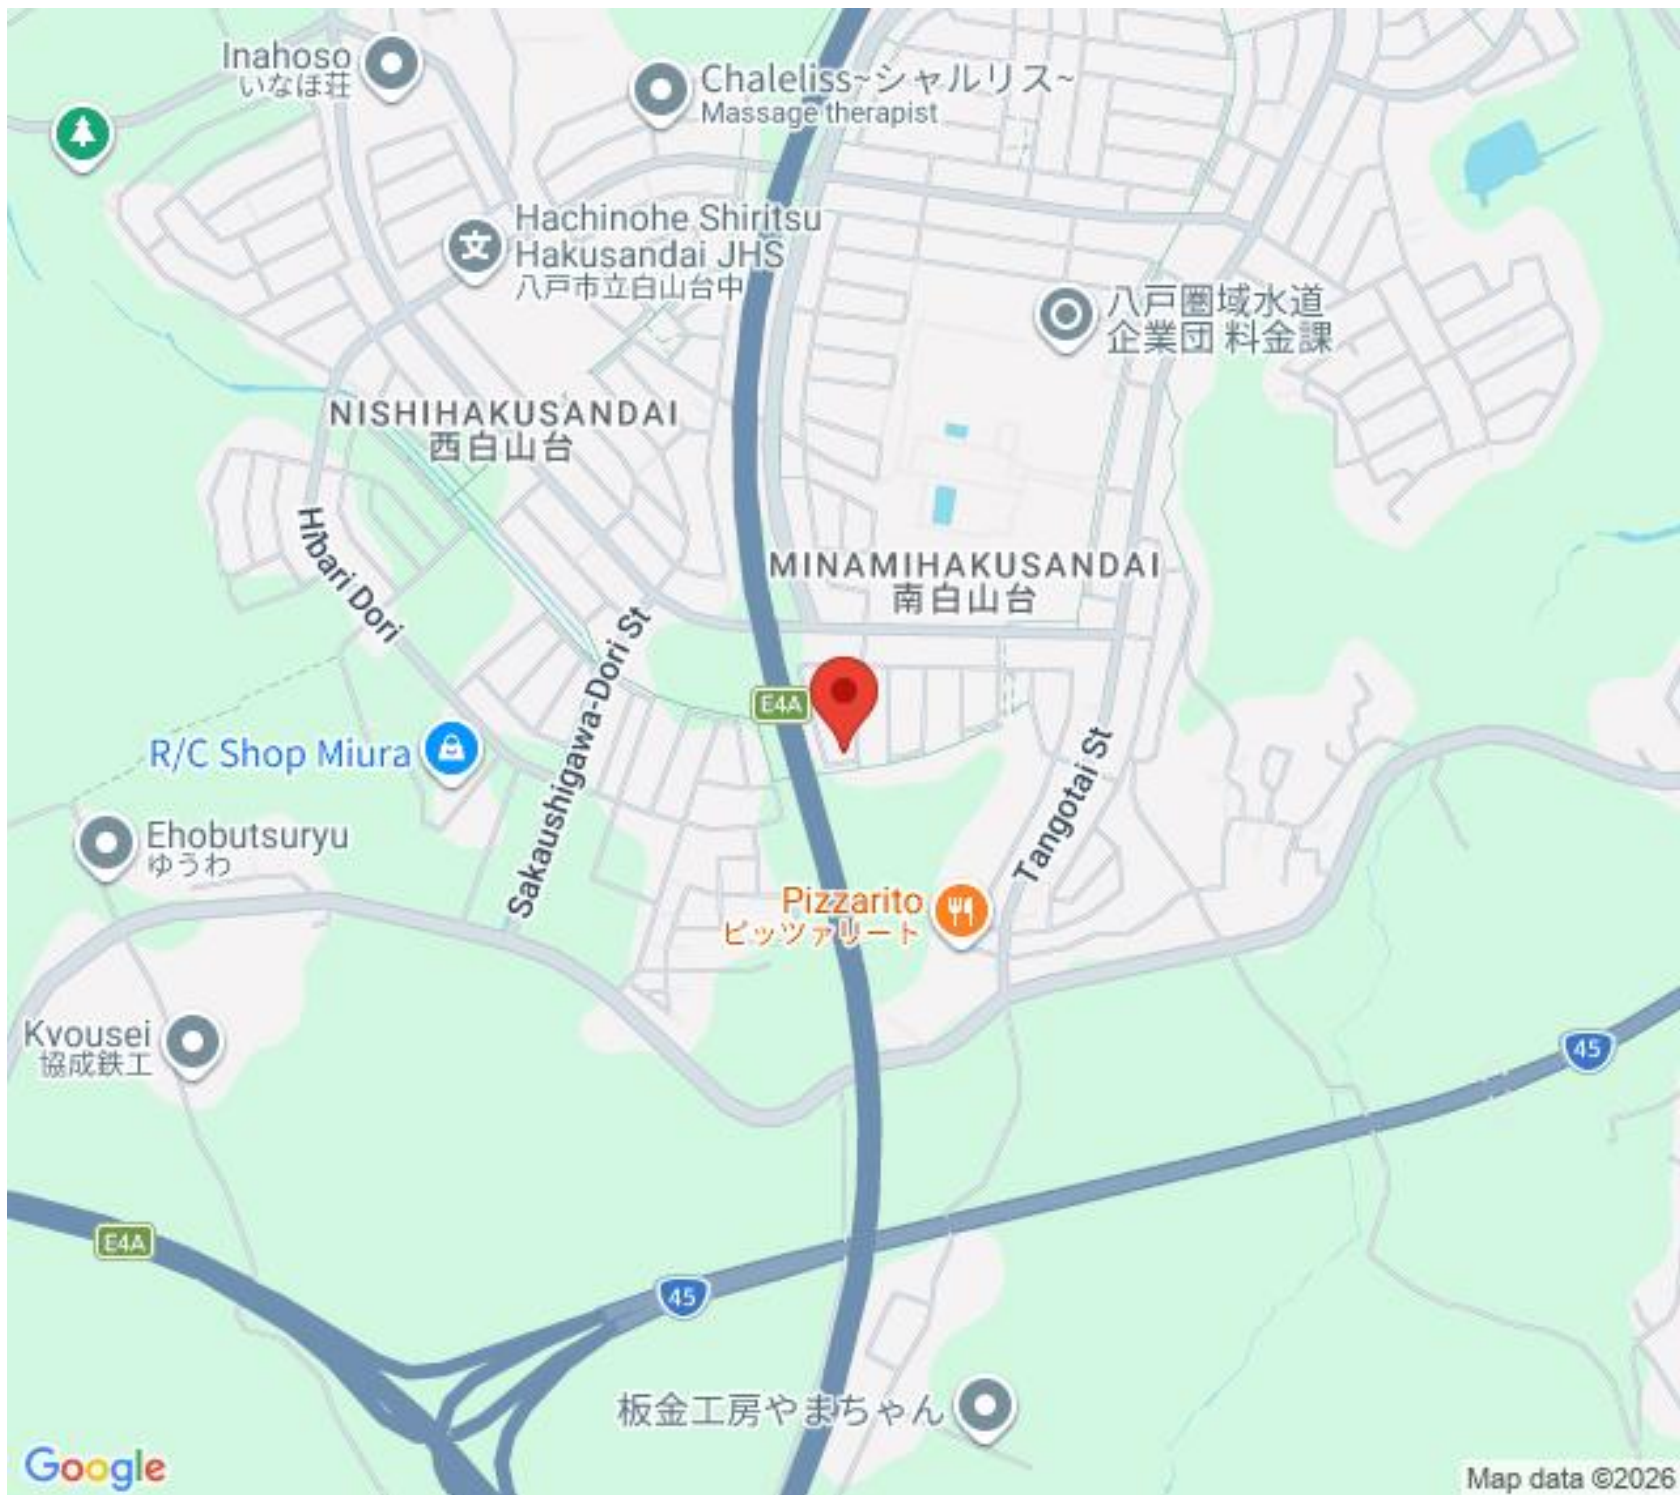 Inahoso
いなほ荘
Chaleliss~シャルリス~
Massage therapist
Hachinohe Shiritsu
Hakusandai JHS
八戸市立白山台中
八戸圏域水道
企業団 料金課
NISHIHAKUSANDAI
西白山台
Hibari Dori
MINAMIHAKUSANDAI
南白山台
Sakaushigawa-Dori St
E4A
R/C Shop Miura
Tangotai St
Ehobutsuryu
ゆうわ
Pizzarito
ピッツァリート
Kyousei
協成鉄工
45
E4A
45
板金工房やまちゃん
Google
Map data ©2026